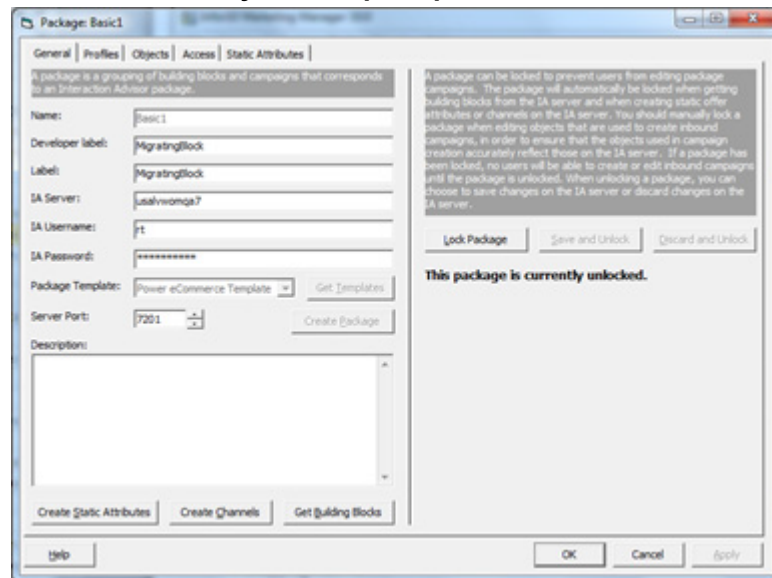 Package: Basic1
General
Profiles
Objects
Access
Static Attributes
A package is a grouping of building blocks and campaigns that corresponds
to an Interaction Advisor package.
Name:
Basic1
Developer label:
MigratingBlock
Label:
MigratingBlock
IA Server:
usalvwomqa7
IA Username:
rt
IA Password:
**********
Package Template:
Power eCommerce Template
Get Templates
Server Port:
7201
Create Package
Description:
Create Static Attributes
Create Channels
Get Building Blocks
A package can be locked to prevent users from editing package
campaigns. The package will automatically be locked when getting
building blocks from the IA server and when creating static offer
attributes or channels on the IA server. You should manually lock a
package when editing objects that are used to create inbound
campaigns, in order to ensure that the objects used in campaign
creation accurately reflect those on the IA server. If a package has
been locked, no users will be able to create or edit inbound campaigns
until the package is unlocked. When unlocking a package, you can
choose to save changes on the IA server or discard changes on the
IA server.
Lock Package
Save and Unlock
Discard and Unlock
This package is currently unlocked.
Help
OK
Cancel
Apply